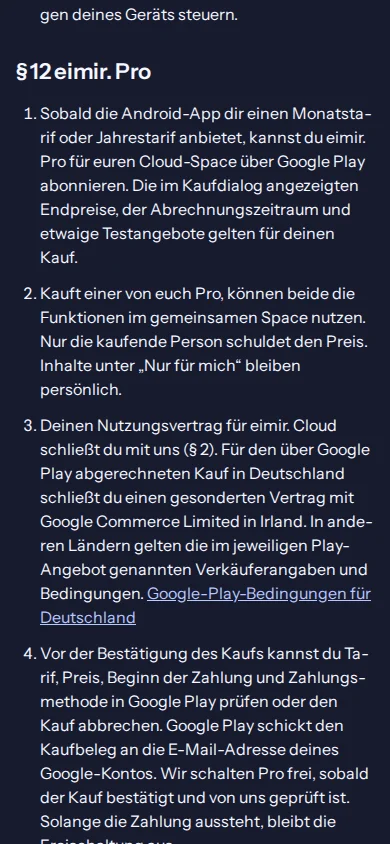 gen deines Geräts steuern.
§ 12 eimir. Pro
1. Sobald die Android-App dir einen Monatsta-
rif oder Jahrestarif anbietet, kannst du eimir.
Pro für euren Cloud-Space über Google Play
abonnieren. Die im Kaufdialog angezeigten
Endpreise, der Abrechnungszeitraum und
etwaige Testangebote gelten für deinen
Kauf.
2. Kauft einer von euch Pro, können beide die
Funktionen im gemeinsamen Space nutzen.
Nur die kaufende Person schuldet den Preis.
Inhalte unter „Nur für mich“ bleiben
persönlich.
3. Deinen Nutzungsvertrag für eimir. Cloud
schließt du mit uns (§ 2). Für den über Google
Play abgerechneten Kauf in Deutschland
schließt du einen gesonderten Vertrag mit
Google Commerce Limited in Irland. In ande-
ren Ländern gelten die im jeweiligen Play-
Angebot genannten Verkäuferangaben und
Bedingungen. Google-Play-Bedingungen für
Deutschland
4. Vor der Bestätigung des Kaufs kannst du Ta-
rif, Preis, Beginn der Zahlung und Zahlungs-
methode in Google Play prüfen oder den
Kauf abbrechen. Google Play schickt den
Kaufbeleg an die E-Mail-Adresse deines
Google-Kontos. Wir schalten Pro frei, sobald
der Kauf bestätigt und von uns geprüft ist.
Solange die Zahlung aussteht, bleibt die